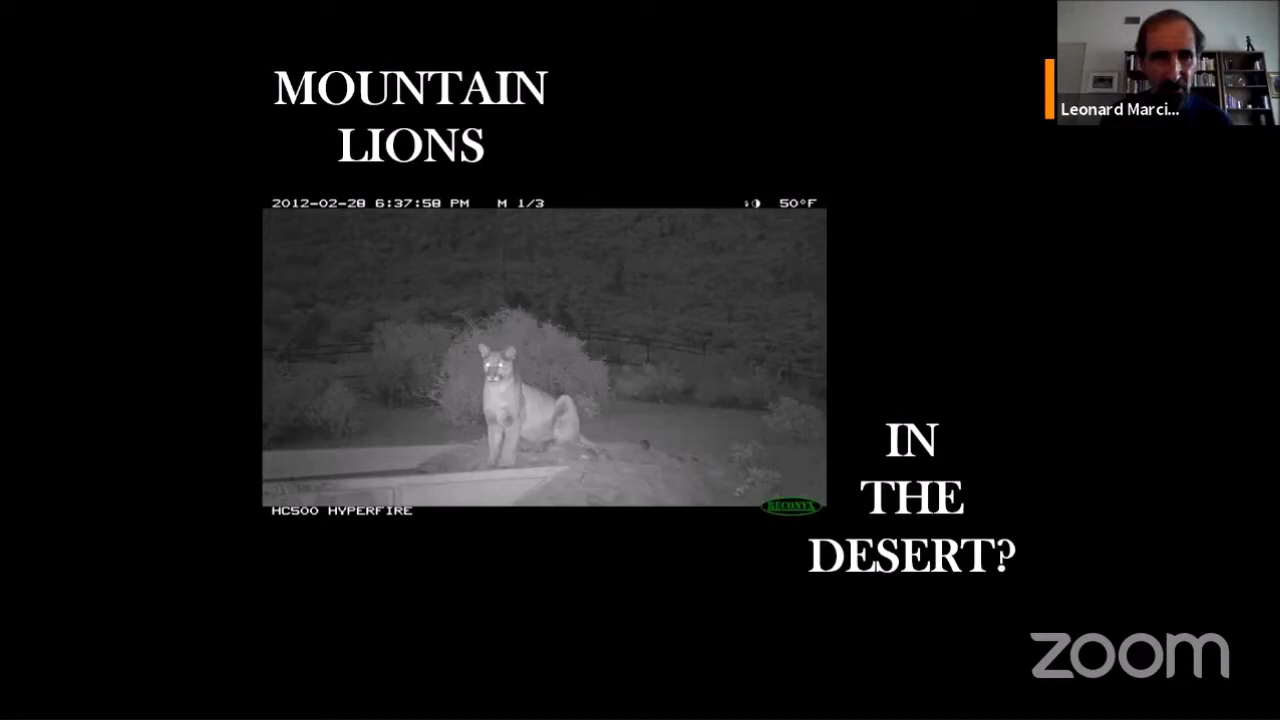 MOUNTAIN
LIONS
Leonard Marci...
2012-02-28 6:37:58 PM M 1/3 50°F
HC500 HYPERFIRE
RECONYX
IN
THE
DESERT?
zoom